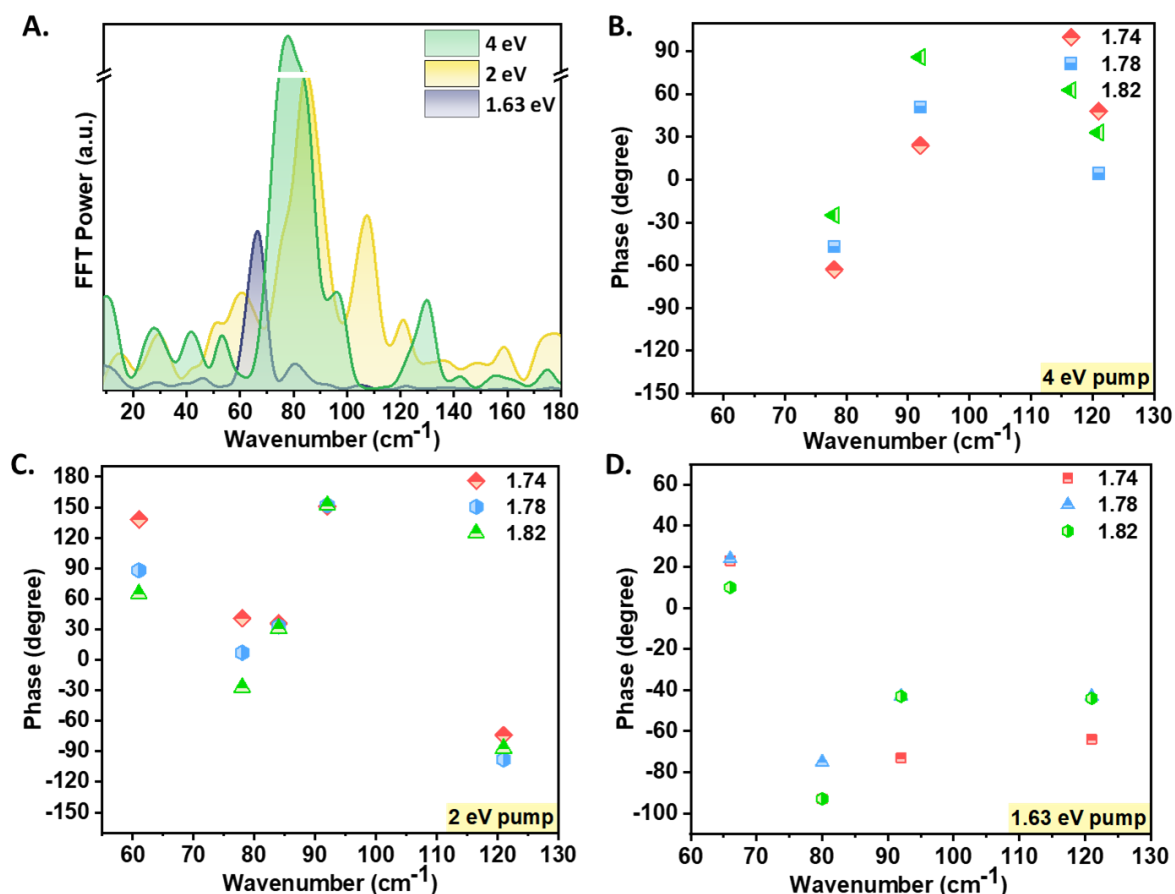 A.
4 eV
2 eV
1.63 eV
FFT Power (a.u.)
20 40 60 80 100 120 140 160 180
Wavenumber (cm-1)
B.
1.74
1.78
1.82
90
60
30
0
-30
-60
-90
-120
-150
Phase (degree)
4 eV pump
60 70 80 90 100 110 120 130
Wavenumber (cm-1)
C.
1.74
1.78
1.82
180
150
120
90
60
30
0
-30
-60
-90
-120
-150
Phase (degree)
2 eV pump
60 70 80 90 100 110 120 130
Wavenumber (cm-1)
D.
1.74
1.78
1.82
60
40
20
0
-20
-40
-60
-80
-100
Phase (degree)
1.63 eV pump
60 70 80 90 100 110 120 130
Wavenumber (cm-1)